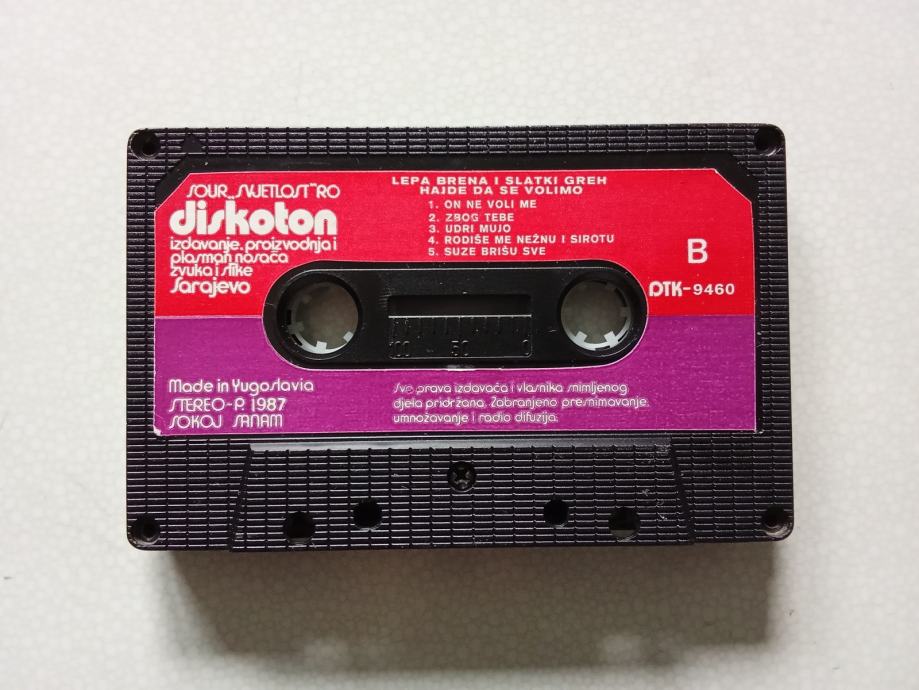 SOUR „SVJETLOST” RO
diskoton
izdavanje, proizvodnja i
plasman nosača
zvuka i slike
Sarajevo
LEPA BRENA I SLATKI GREH
HAJDE DA SE VOLIMO
1. ON NE VOLI ME
2. ZBOG TEBE
3. UDRI MUJO
4. RODIŠE ME NEŽNU I SIROTU
5. SUZE BRIŠU SVE
B
DTK-9460
100 50 0
Made in Yugoslavia
STEREO-P. 1987
SOKOJ SANAM
Sva prava izdavača i vlasnika snimljenog
djela pridržana. Zabranjeno presnimavanje,
umnožavanje i radio difuzija.